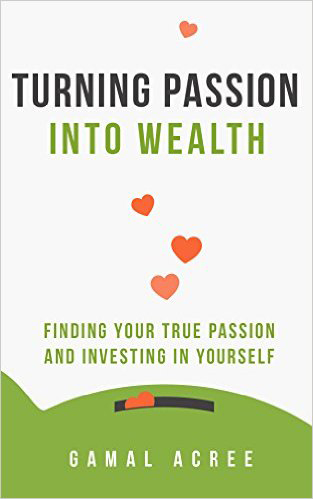 TURNING PASSION
INTO WEALTH
FINDING YOUR TRUE PASSION
AND INVESTING IN YOURSELF
GAMAL ACREE